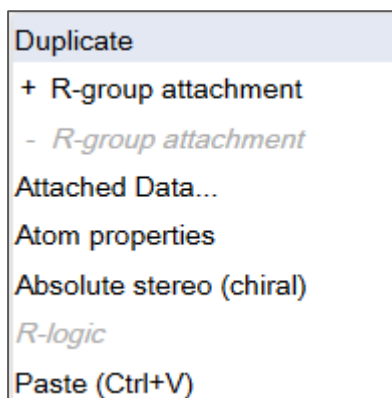 Duplicate
+ R-group attachment
- R-group attachment
Attached Data...
Atom properties
Absolute stereo (chiral)
R-logic
Paste (Ctrl+V)